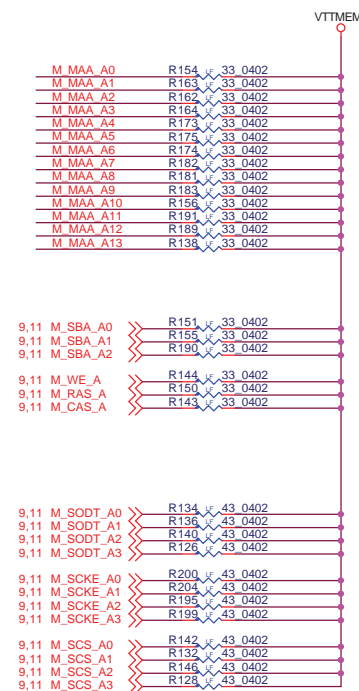 VTTMEM
M_MAA_A0 R154 LF 33_0402
M_MAA_A1 R163 LF 33_0402
M_MAA_A2 R162 LF 33_0402
M_MAA_A3 R164 LF 33_0402
M_MAA_A4 R173 LF 33_0402
M_MAA_A5 R175 LF 33_0402
M_MAA_A6 R174 LF 33_0402
M_MAA_A7 R182 LF 33_0402
M_MAA_A8 R181 LF 33_0402
M_MAA_A9 R183 LF 33_0402
M_MAA_A10 R156 LF 33_0402
M_MAA_A11 R191 LF 33_0402
M_MAA_A12 R189 LF 33_0402
M_MAA_A13 R138 LF 33_0402
9,11 M_SBA_A0 R151 LF 33_0402
9,11 M_SBA_A1 R155 LF 33_0402
9,11 M_SBA_A2 R190 LF 33_0402
9,11 M_WE_A R144 LF 33_0402
9,11 M_RAS_A R150 LF 33_0402
9,11 M_CAS_A R143 LF 33_0402
9,11 M_SODT_A0 R134 LF 43_0402
9,11 M_SODT_A1 R136 LF 43_0402
9,11 M_SODT_A2 R140 LF 43_0402
9,11 M_SODT_A3 R126 LF 43_0402
9,11 M_SCKE_A0 R200 LF 43_0402
9,11 M_SCKE_A1 R204 LF 43_0402
9,11 M_SCKE_A2 R195 LF 43_0402
9,11 M_SCKE_A3 R199 LF 43_0402
9,11 M_SCS_A0 R142 LF 43_0402
9,11 M_SCS_A1 R132 LF 43_0402
9,11 M_SCS_A2 R146 LF 43_0402
9,11 M_SCS_A3 R128 LF 43_0402